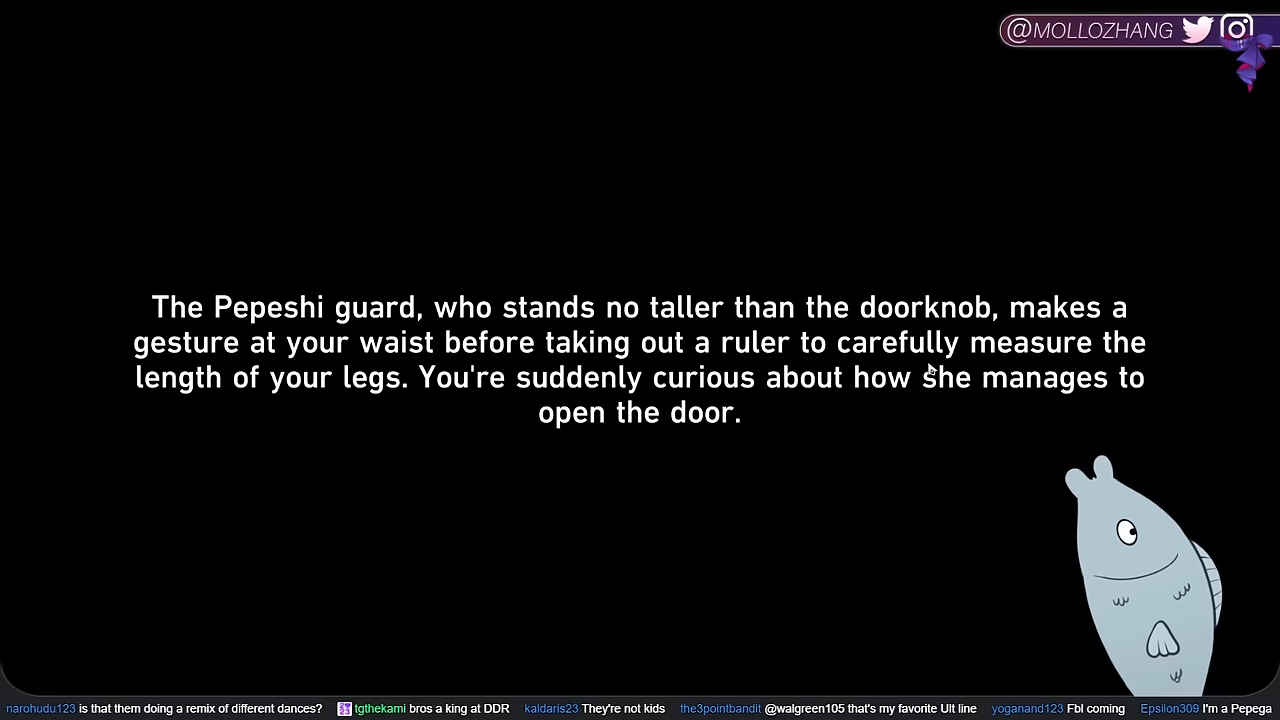 @MOLLOZHANG
The Pepeshi guard, who stands no taller than the doorknob, makes a
gesture at your waist before taking out a ruler to carefully measure the
length of your legs. You're suddenly curious about how she manages to
open the door.
narohudu123 is that them doing a remix of different dances? tgthekami bros a king at DDR kaldaris23 They're not kids the3pointbandit @walgreen105 that's my favorite Ult line yoganand123 FbI coming Epsilon309 I'm a Pepega